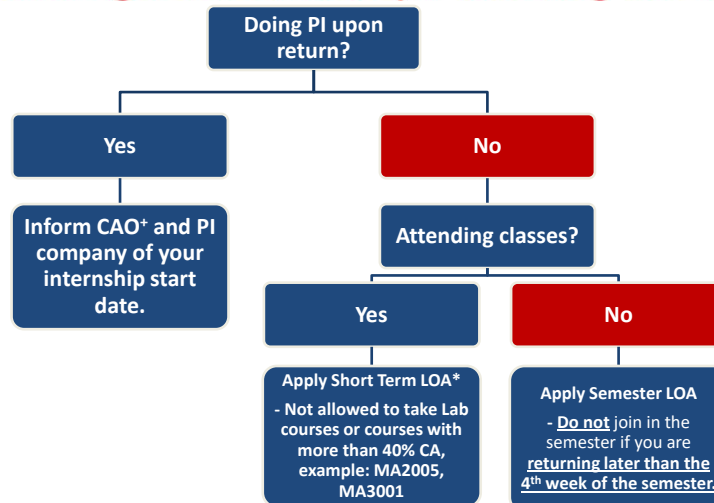 Doing PI upon
return?
Yes
No
Inform CAO⁺ and PI
company of your
internship start
date.
Attending classes?
Yes
No
Apply Short Term LOA*
- Not allowed to take Lab
courses or courses with
more than 40% CA,
example: MA2005,
MA3001
Apply Semester LOA
- Do not join in the
semester if you are
returning later than the
4th week of the semester.